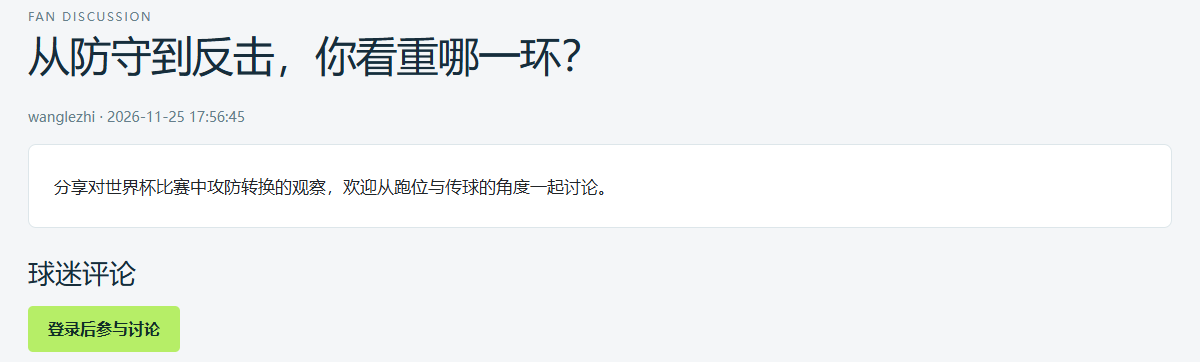 FAN DISCUSSION
从防守到反击，你看重哪一环？
wanglezhi · 2026-11-25 17:56:45
分享对世界杯比赛中攻防转换的观察，欢迎从跑位与传球的角度一起讨论。
球迷评论
登录后参与讨论